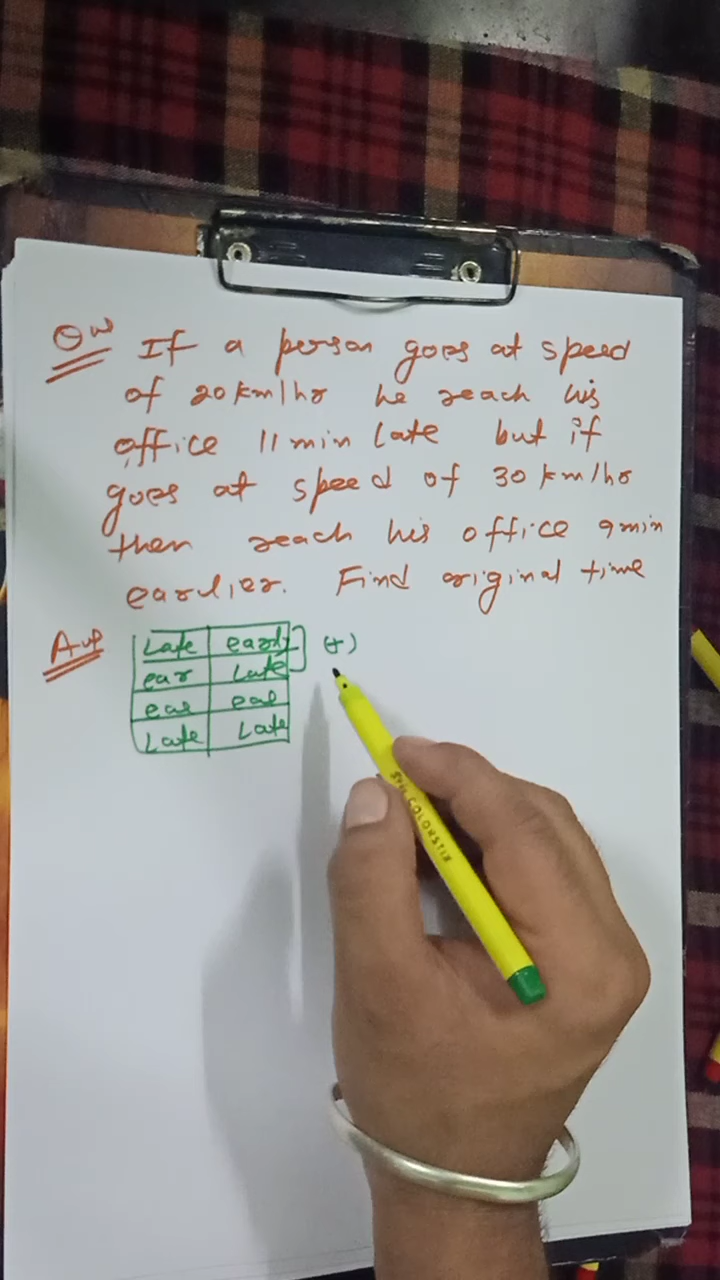 Qus If a person goes at speed
of 20 km/hr he reach his
office 11 min late but if
goes at speed of 30 km/hr
then reach his office 9 min
earlier. Find original time
Ans Late early (+)
ear Late
ear ear
Late Late
COLORSTIX